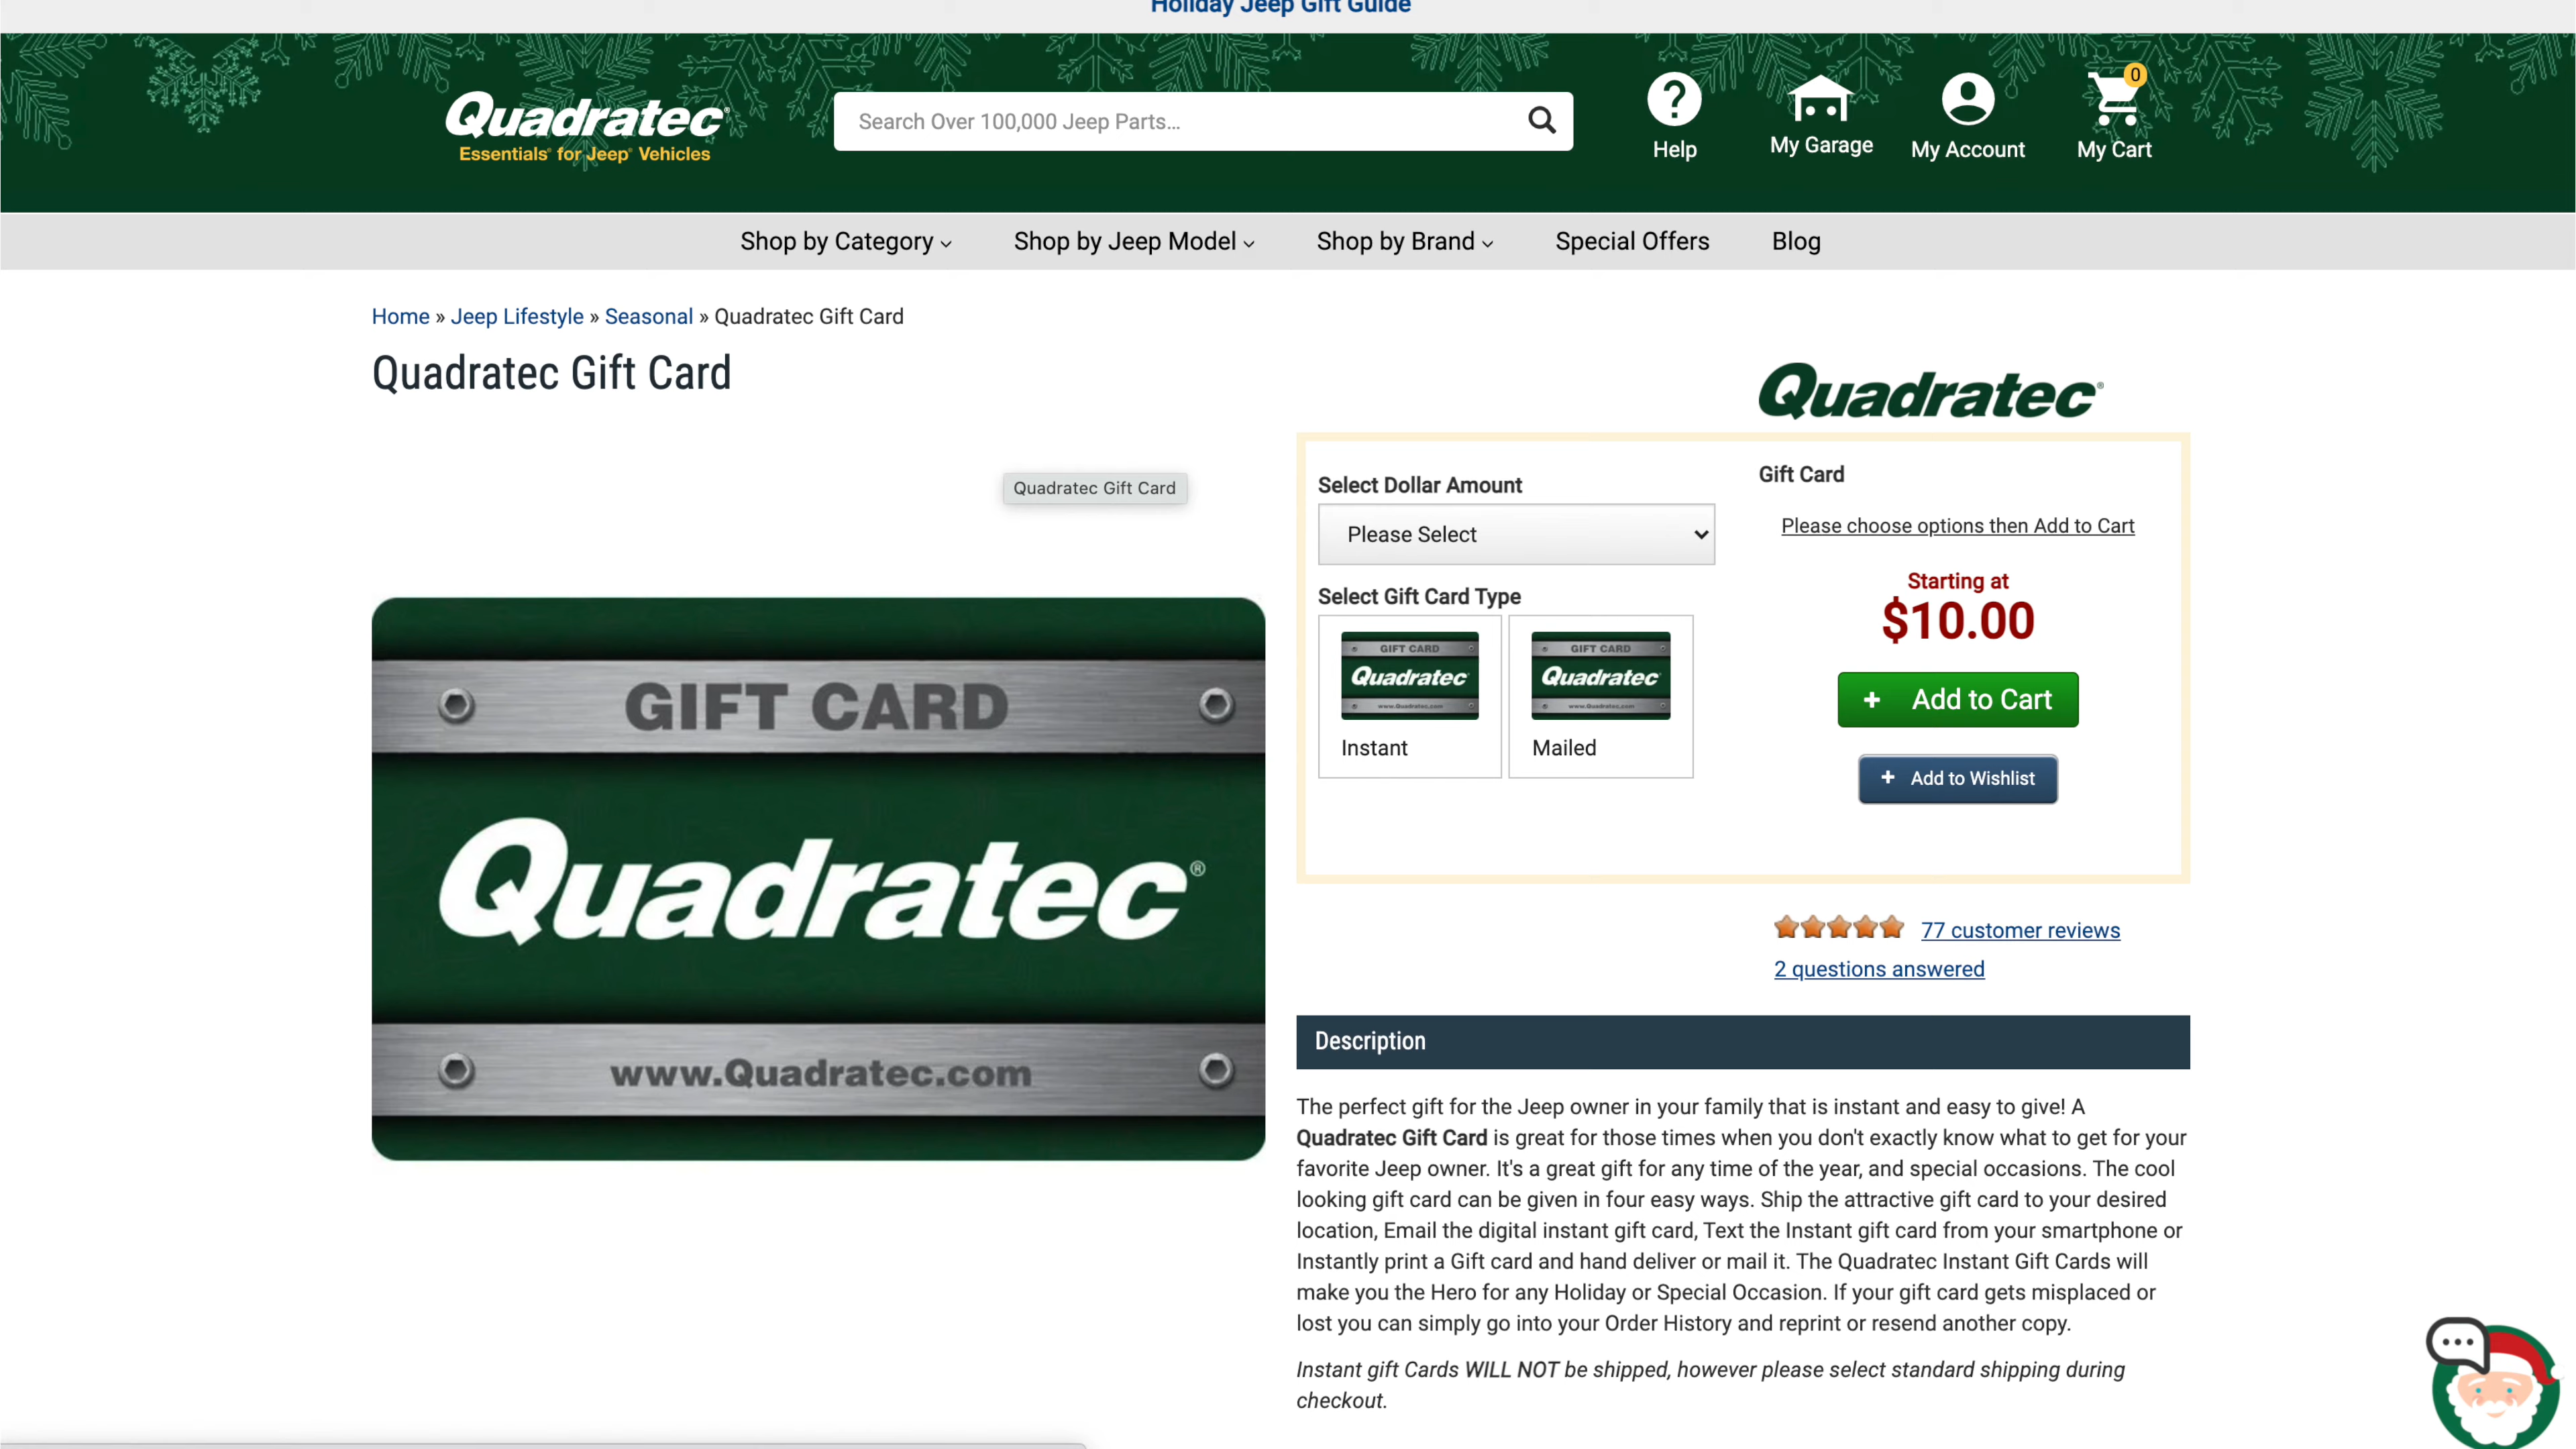 Holiday Jeep Gift Guide
Quadratec®
Essentials® for Jeep® Vehicles
Search Over 100,000 Jeep Parts...
Help
My Garage
My Account
0
My Cart
Shop by Category
Shop by Jeep Model
Shop by Brand
Special Offers
Blog
Home » Jeep Lifestyle » Seasonal » Quadratec Gift Card
Quadratec Gift Card
Quadratec®
Quadratec Gift Card
GIFT CARD
Quadratec®
www.Quadratec.com
Select Dollar Amount
Please Select
Select Gift Card Type
GIFT CARD
Quadratec
www.Quadratec.com
Instant
GIFT CARD
Quadratec
www.Quadratec.com
Mailed
Gift Card
Please choose options then Add to Cart
Starting at
$10.00
+ Add to Cart
+ Add to Wishlist
77 customer reviews
2 questions answered
Description
The perfect gift for the Jeep owner in your family that is instant and easy to give! A
Quadratec Gift Card is great for those times when you don't exactly know what to get for your
favorite Jeep owner. It's a great gift for any time of the year, and special occasions. The cool
looking gift card can be given in four easy ways. Ship the attractive gift card to your desired
location, Email the digital instant gift card, Text the Instant gift card from your smartphone or
Instantly print a Gift card and hand deliver or mail it. The Quadratec Instant Gift Cards will
make you the Hero for any Holiday or Special Occasion. If your gift card gets misplaced or
lost you can simply go into your Order History and reprint or resend another copy.
Instant gift Cards WILL NOT be shipped, however please select standard shipping during
checkout.